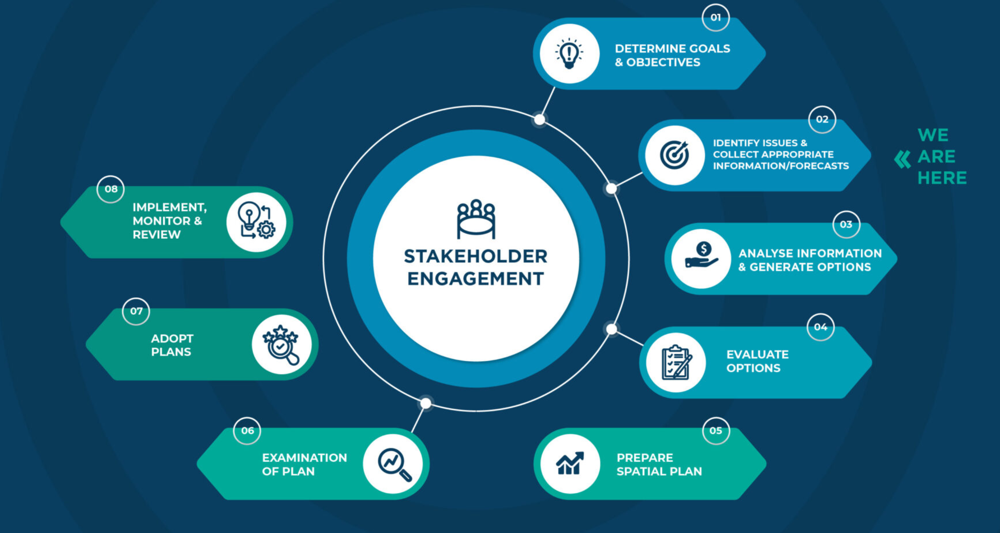 01
DETERMINE GOALS
& OBJECTIVES
02
IDENTIFY ISSUES &
COLLECT APPROPRIATE
INFORMATION/FORECASTS
WE
ARE
HERE
03
ANALYSE INFORMATION
& GENERATE OPTIONS
04
EVALUATE
OPTIONS
05
PREPARE
SPATIAL PLAN
06
EXAMINATION
OF PLAN
07
ADOPT
PLANS
08
IMPLEMENT,
MONITOR &
REVIEW
STAKEHOLDER
ENGAGEMENT
$